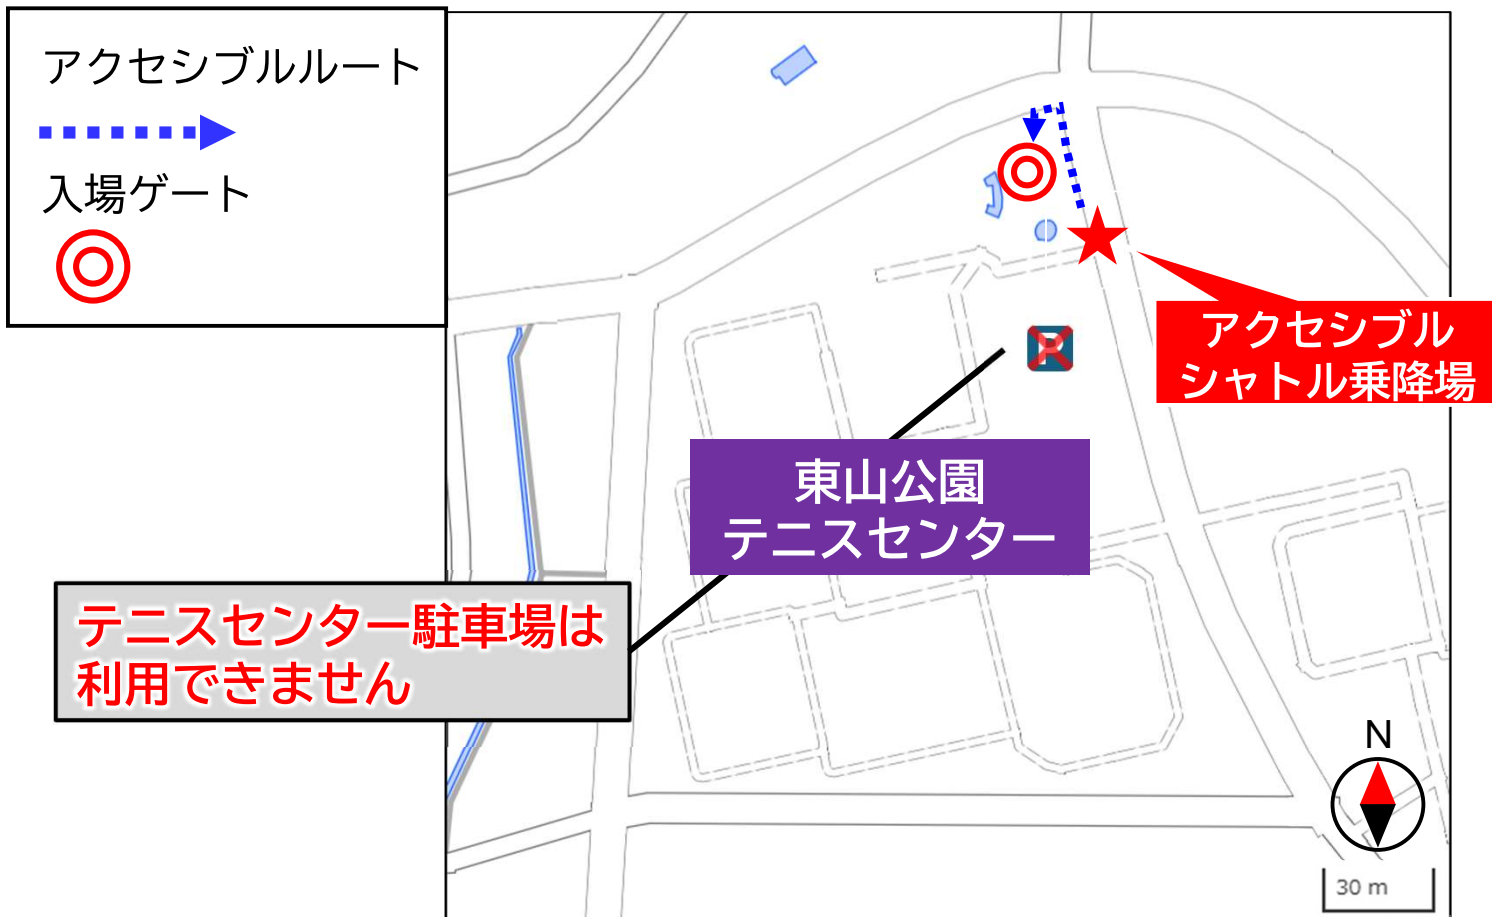 アクセシブルルート
入場ゲート
P
アクセシブル
シャトル乗降場
東山公園
テニスセンター
テニスセンター駐車場は
利用できません
N
30 m